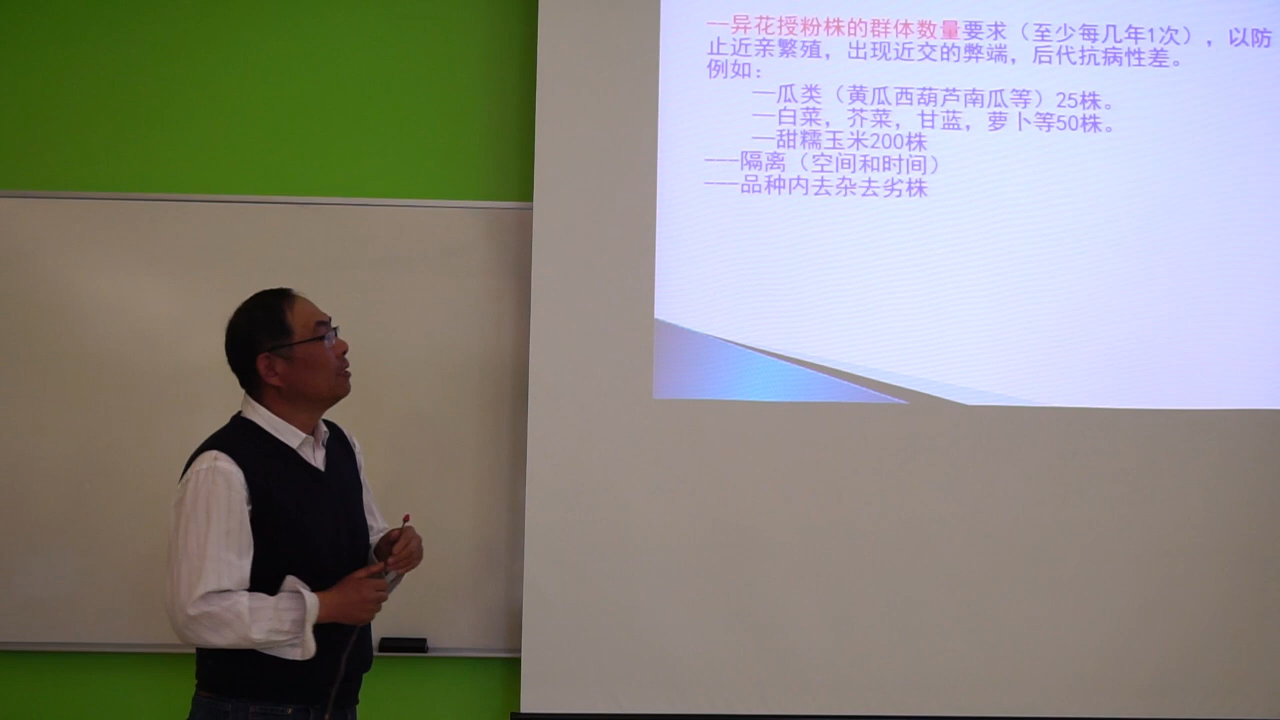 —异花授粉株的群体数量要求（至少每几年1次），以防
止近亲繁殖，出现近交的弊端，后代抗病性差。
例如：
—瓜类（黄瓜西葫芦南瓜等）25株。
—白菜，芥菜，甘蓝，萝卜等50株。
—甜糯玉米200株
---隔离（空间和时间）
---品种内去杂去劣株